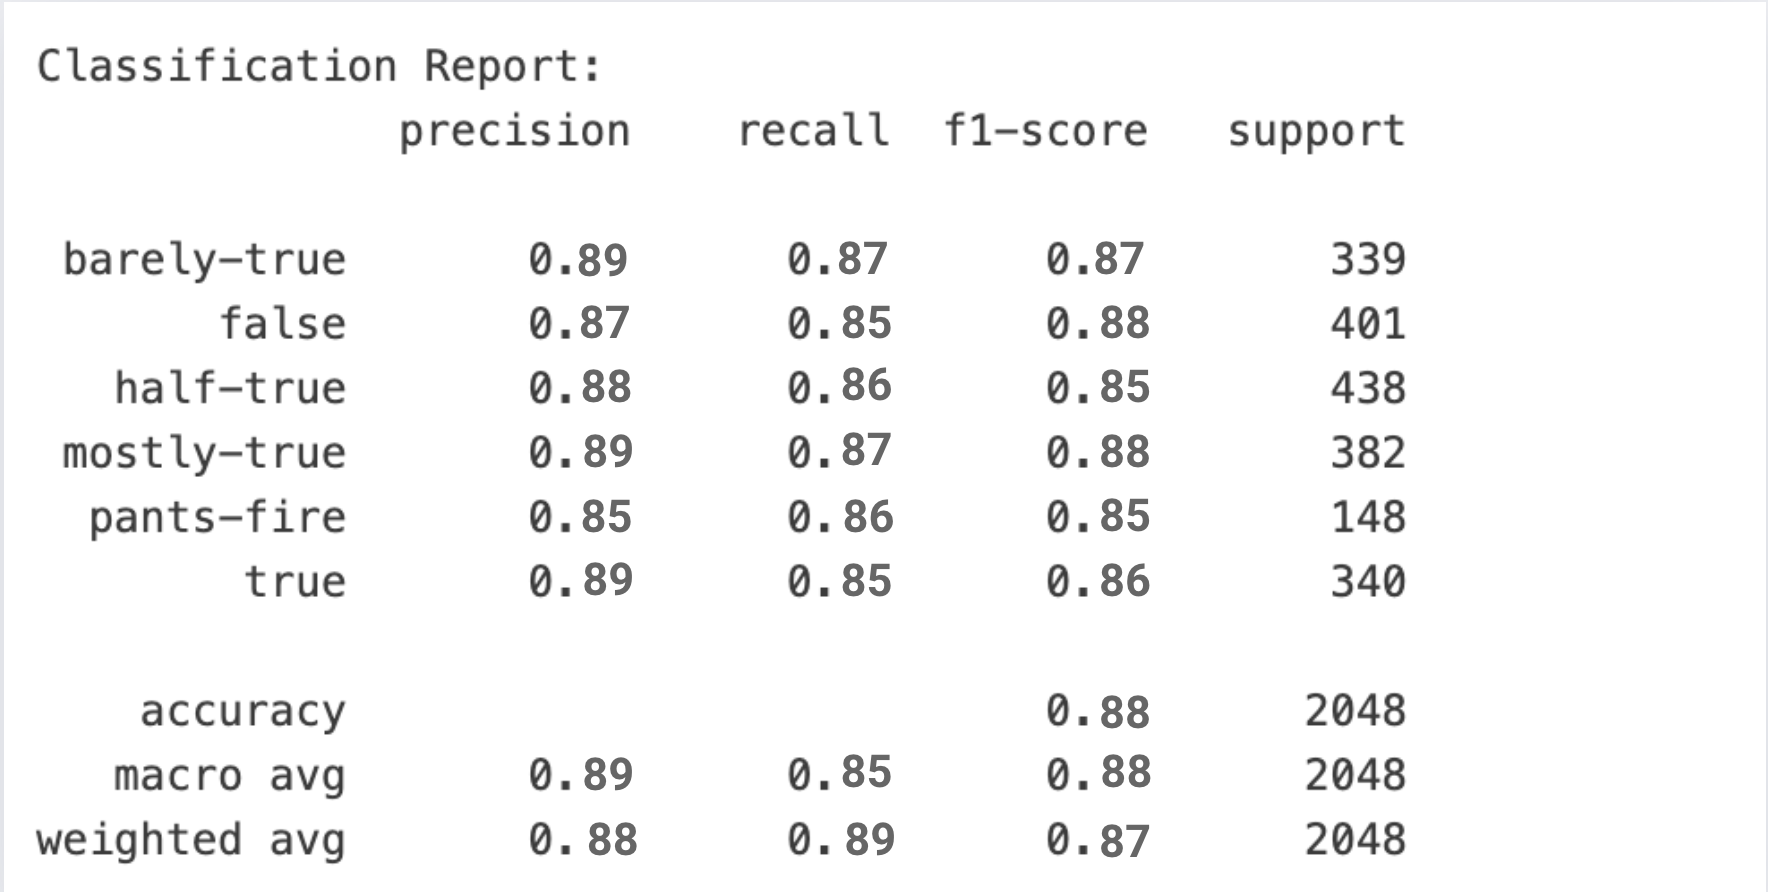 Classification Report:
precision recall f1-score support
barely-true 0.89 0.87 0.87 339
false 0.87 0.85 0.88 401
half-true 0.88 0.86 0.85 438
mostly-true 0.89 0.87 0.88 382
pants-fire 0.85 0.86 0.85 148
true 0.89 0.85 0.86 340
accuracy 0.88 2048
macro avg 0.89 0.85 0.88 2048
weighted avg 0.88 0.89 0.87 2048